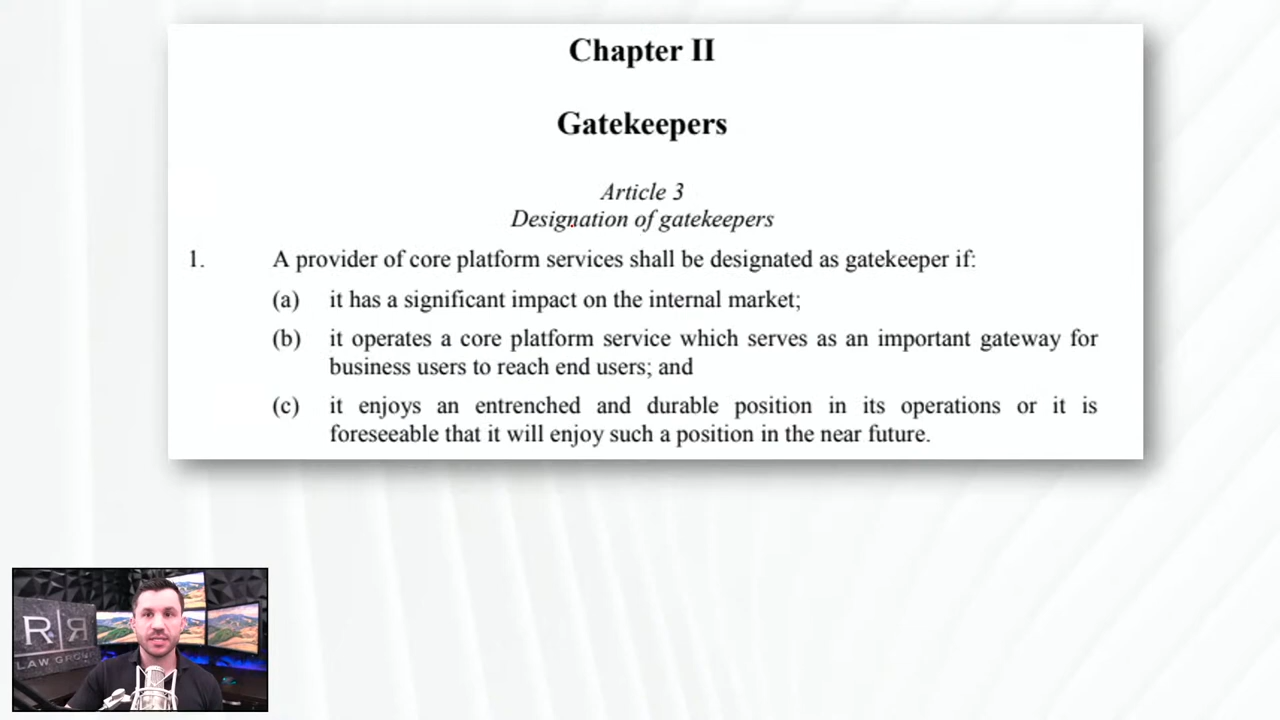 Chapter II
Gatekeepers
Article 3
Designation of gatekeepers
1. A provider of core platform services shall be designated as gatekeeper if:
(a) it has a significant impact on the internal market;
(b) it operates a core platform service which serves as an important gateway for
business users to reach end users; and
(c) it enjoys an entrenched and durable position in its operations or it is
foreseeable that it will enjoy such a position in the near future.
R|R
LAW GROUP